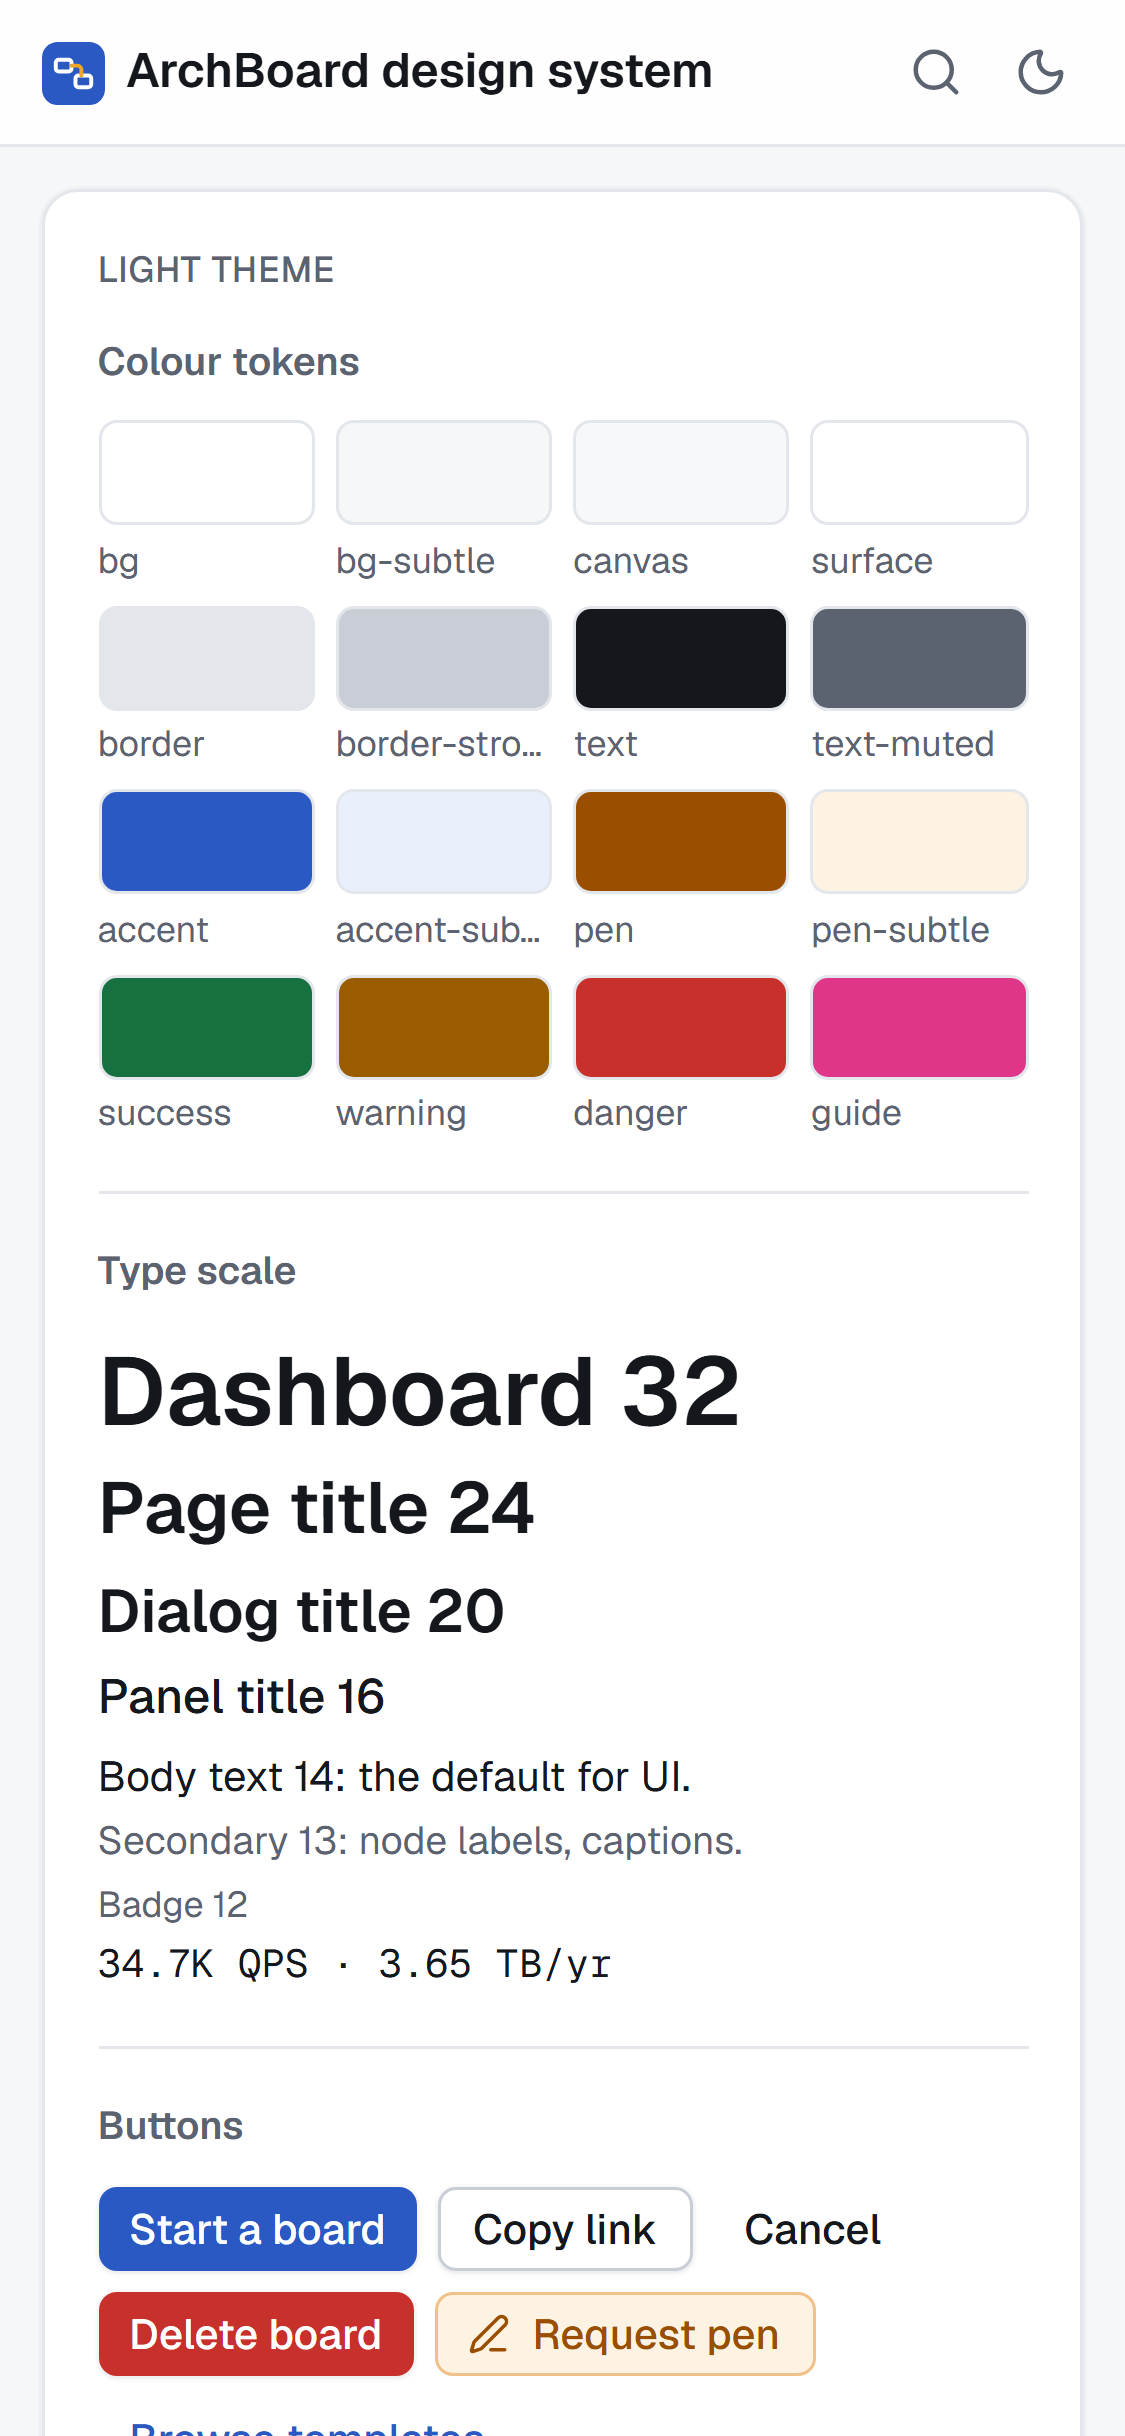 ArchBoard design system
LIGHT THEME
Colour tokens
bg bg-subtle canvas surface
border border-stro… text text-muted
accent accent-sub… pen pen-subtle
success warning danger guide
Type scale
Dashboard 32
Page title 24
Dialog title 20
Panel title 16
Body text 14: the default for UI.
Secondary 13: node labels, captions.
Badge 12
34.7K QPS · 3.65 TB/yr
Buttons
Start a board Copy link Cancel
Delete board Request pen
Browse templates